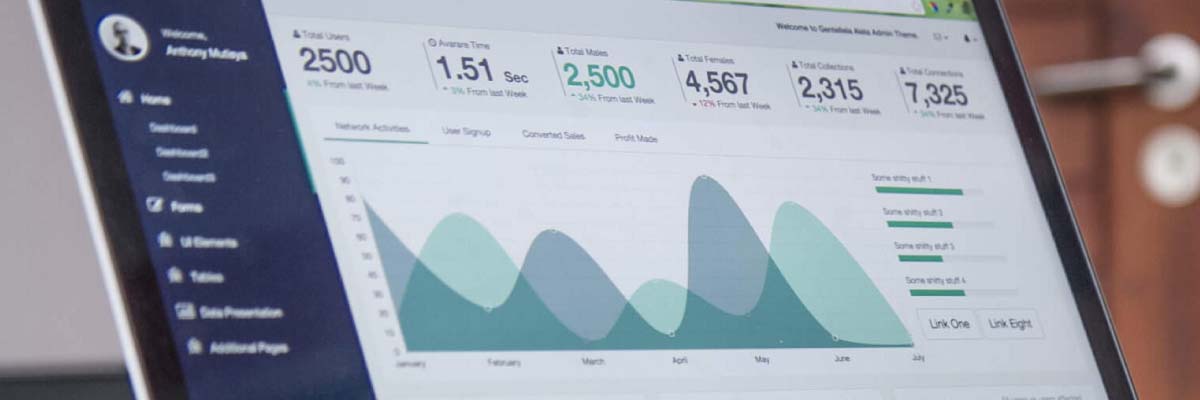 Welcome to Gentellela Alela Admin Theme.
Welcome,
Anthony Mutisya
Home
Dashboard
Dashboard2
Dashboard3
Forms
UI Elements
Tables
Data Presentation
Additional Pages
Total Users
2500
4% From last Week
Avarare Time
1.51 Sec
3% From last Week
Total Males
2,500
34% From last Week
Total Females
4,567
12% From last Week
Total Collections
2,315
34% From last Week
Total Connections
7,325
34% From last Week
Network Activities
User Signup
Converted Sales
Profit Made
100
90
80
70
60
50
40
30
20
10
0
January
February
March
April
May
June
July
Some shitty stuff 1
Some shitty stuff 2
Some shitty stuff 3
Some shitty stuff 4
Link One
Link Eight